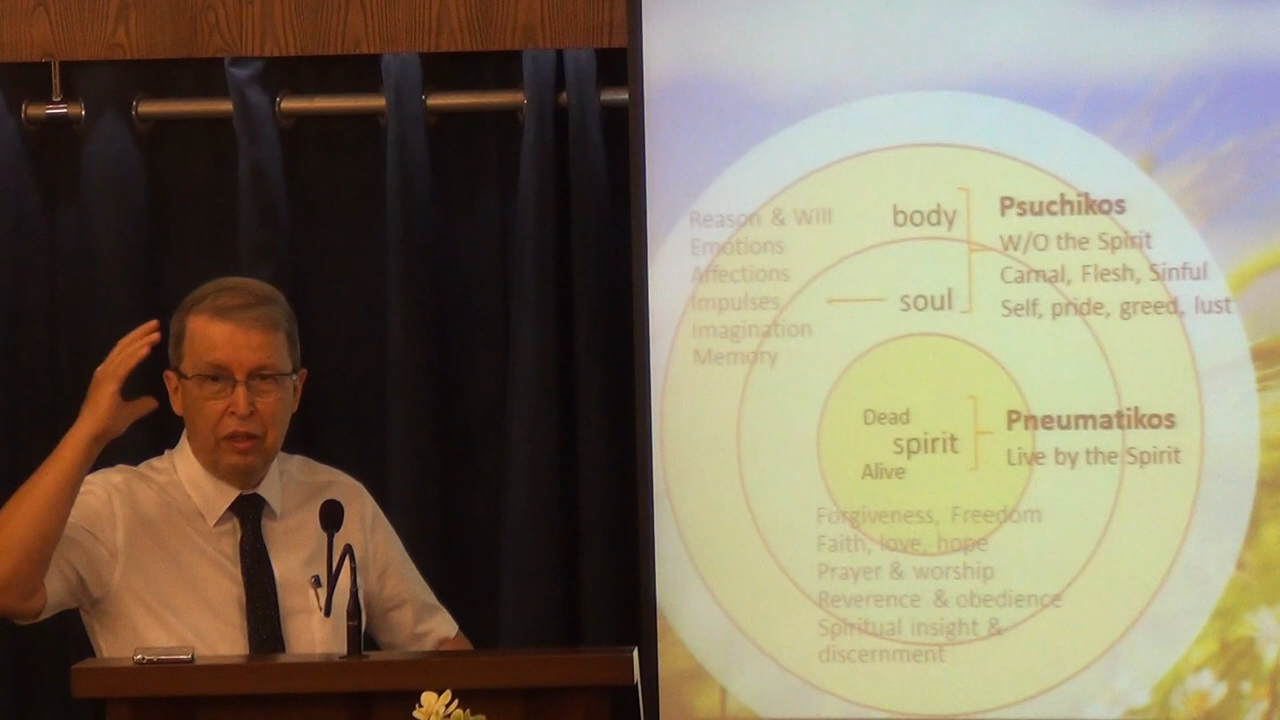 Reason & Will
Emotions
Affections
Impulses
Imagination
Memory
body
soul
Psuchikos
W/O the Spirit
Carnal, Flesh, Sinful
Self, pride, greed, lust
Dead
spirit
Alive
Pneumatikos
Live by the Spirit
Forgiveness, Freedom
Faith, love, hope
Prayer & worship
Reverence & obedience
Spiritual insight &
discernment